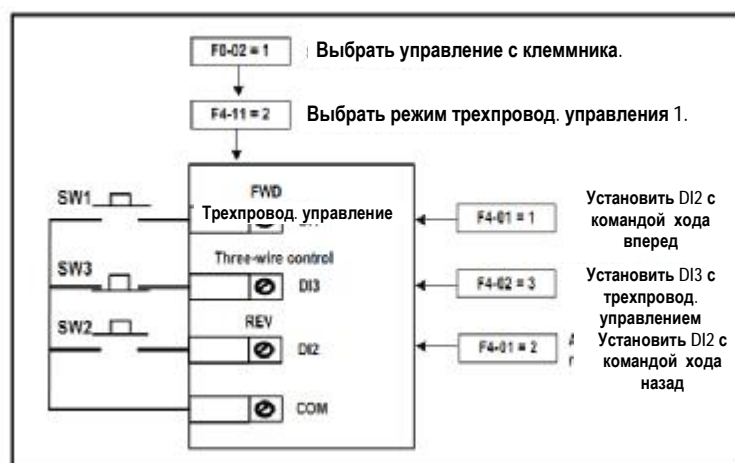 F0-02 = 1
Выбрать управление с клеммника.
F4-11 = 2
Выбрать режим трехпровод. управления 1.
SW1
FWD
Трехпровод. управление
F4-01 = 1
Установить DI2 с
командой хода
вперед
SW3
Three-wire control
DI3
F4-02 = 3
Установить DI3 с
трехпровод.
управлением
SW2
REV
DI2
F4-01 = 2
Установить DI2 с
командой хода
назад
COM